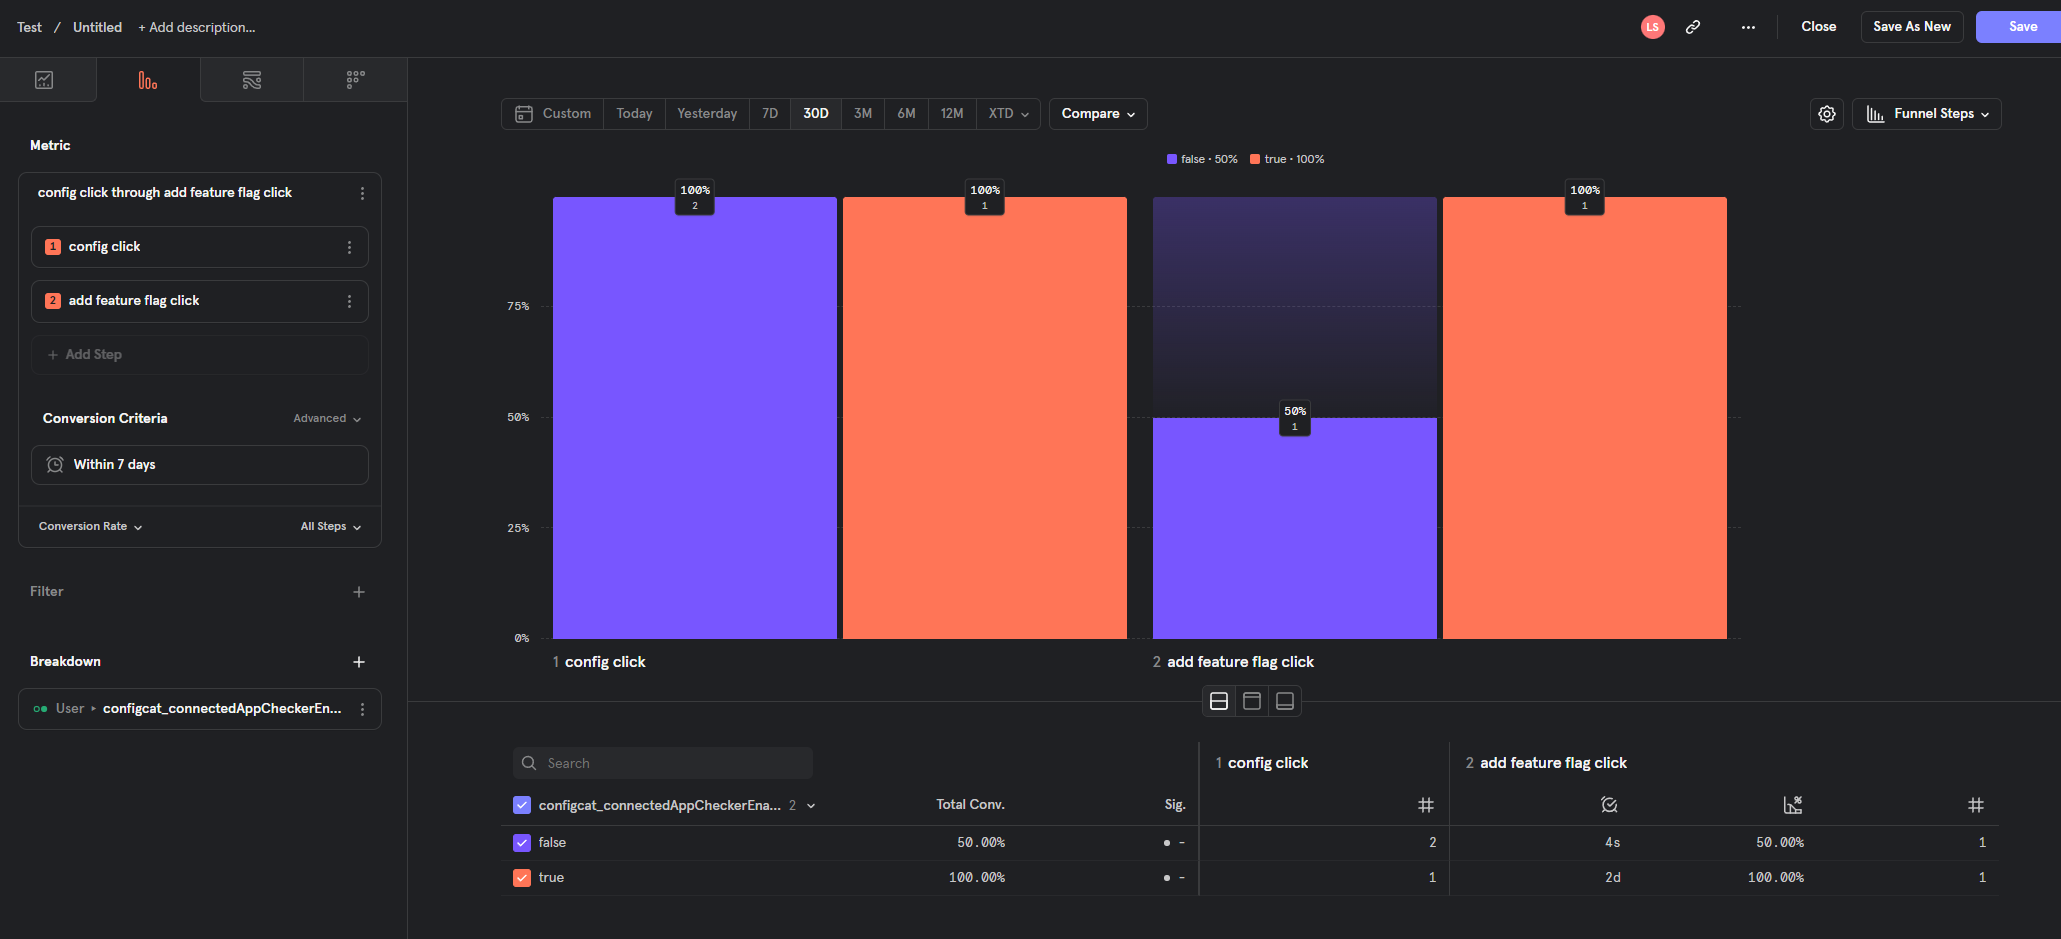 Test / Untitled + Add description...
LS Close Save As New Save
Custom Today Yesterday 7D 30D 3M 6M 12M XTD Compare
Funnel Steps
Metric
config click through add feature flag click
1 config click
2 add feature flag click
+ Add Step
Conversion Criteria Advanced
Within 7 days
Conversion Rate All Steps
Filter +
Breakdown +
User ▸ configcat_connectedAppCheckerEn...
false • 50% true • 100%
100%
2
100%
1
100%
1
75%
50%
50%
1
25%
0%
1 config click
2 add feature flag click
Search
1 config click
2 add feature flag click
configcat_connectedAppCheckerEna... 2 Total Conv. Sig. # #
false 50.00% • - 2 4s 50.00% 1
true 100.00% • - 1 2d 100.00% 1